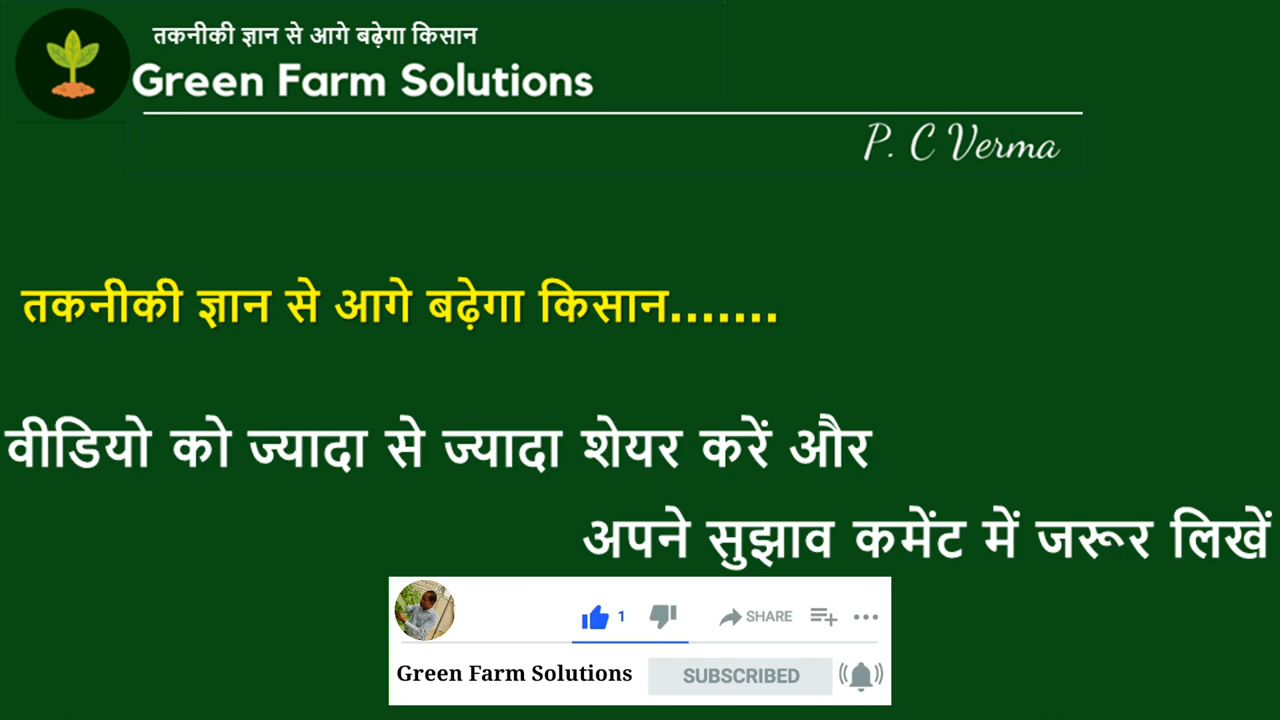 तकनीकी ज्ञान से आगे बढ़ेगा किसान
Green Farm Solutions
P. C Verma
तकनीकी ज्ञान से आगे बढ़ेगा किसान.......
वीडियो को ज्यादा से ज्यादा शेयर करें और
अपने सुझाव कमेंट में जरूर लिखें
1 SHARE
Green Farm Solutions SUBSCRIBED